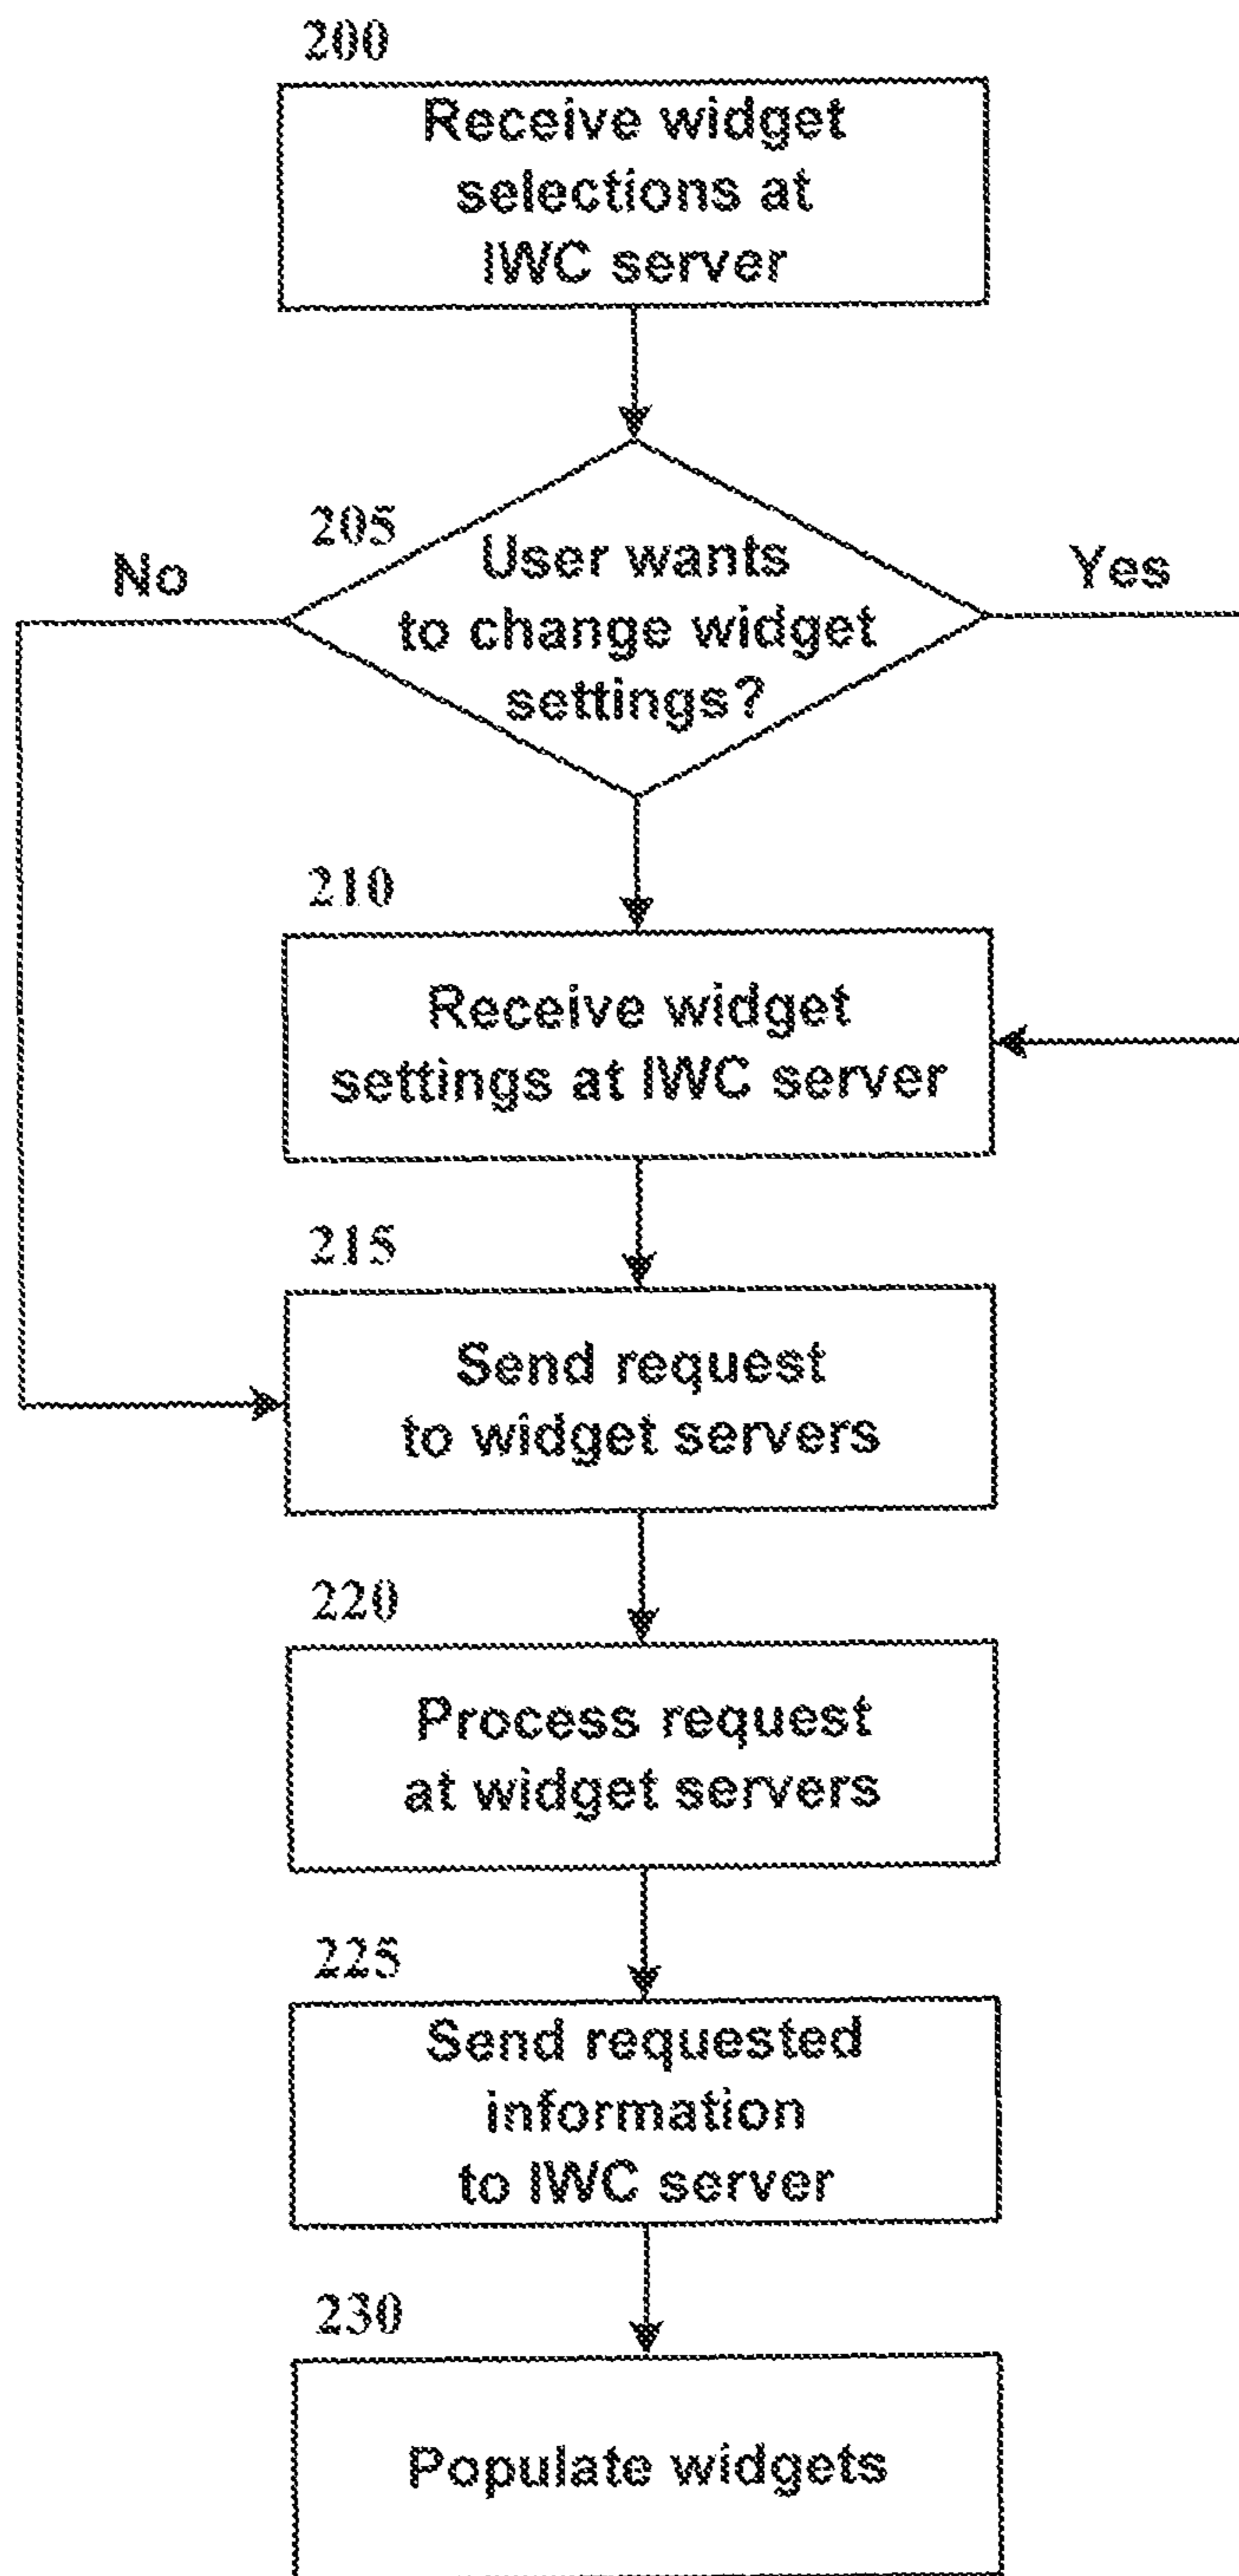 200
Receive widget
selections at
IWC server
205
No
User wants
to change widget
settings?
Yes
210
Receive widget
settings at IWC server
215
Send request
to widget servers
220
Process request
at widget servers
225
Send requested
information
to IWC server
230
Populate widgets